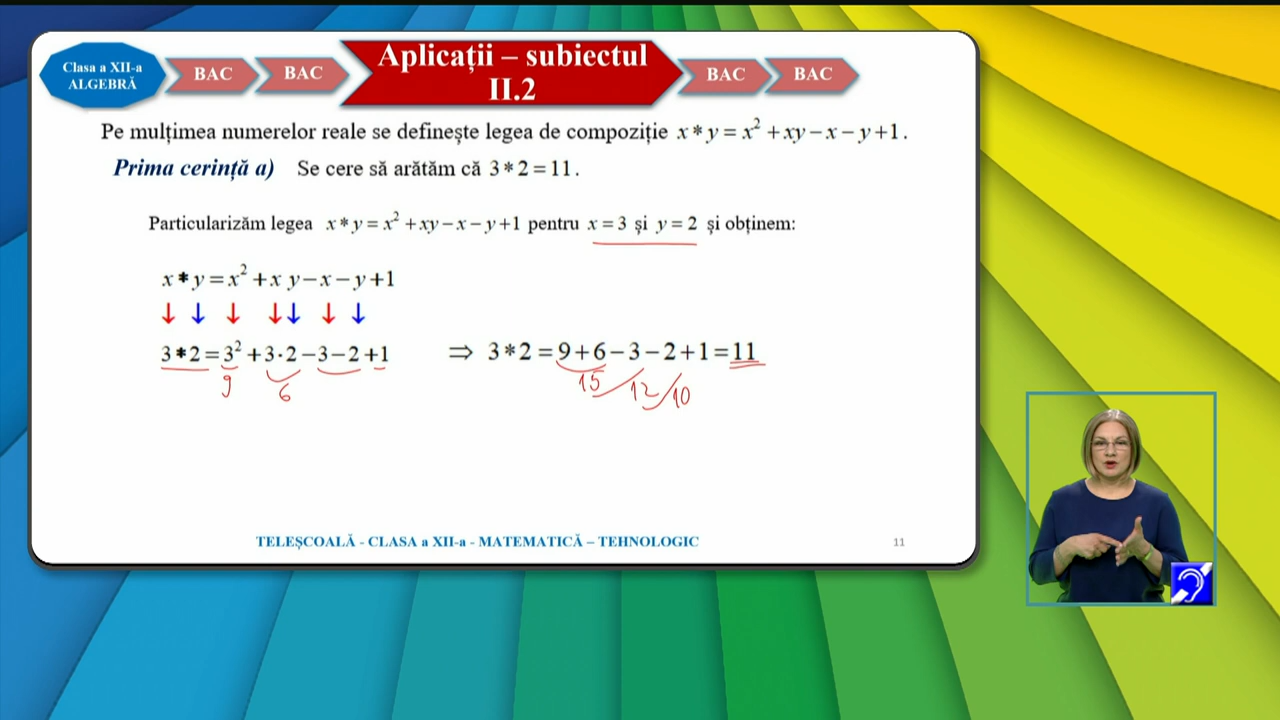 Clasa a XII-a
ALGEBRĂ
BAC
BAC
Aplicații – subiectul
II.2
BAC
BAC
Pe mulțimea numerelor reale se definește legea de compoziție x * y = x² + xy − x − y + 1.
Prima cerință a) Se cere să arătăm că 3 * 2 = 11.
Particularizăm legea x * y = x² + xy − x − y + 1 pentru x = 3 și y = 2 și obținem:
x * y = x² + x y − x − y + 1
↓ ↓ ↓ ↓↓ ↓ ↓
3 * 2 = 3² + 3·2 − 3 − 2 + 1 ⇒ 3 * 2 = 9 + 6 − 3 − 2 + 1 = 11
9 6 15 / 12 / 10
TELEȘCOALĂ - CLASA a XII-a - MATEMATICĂ – TEHNOLOGIC 11